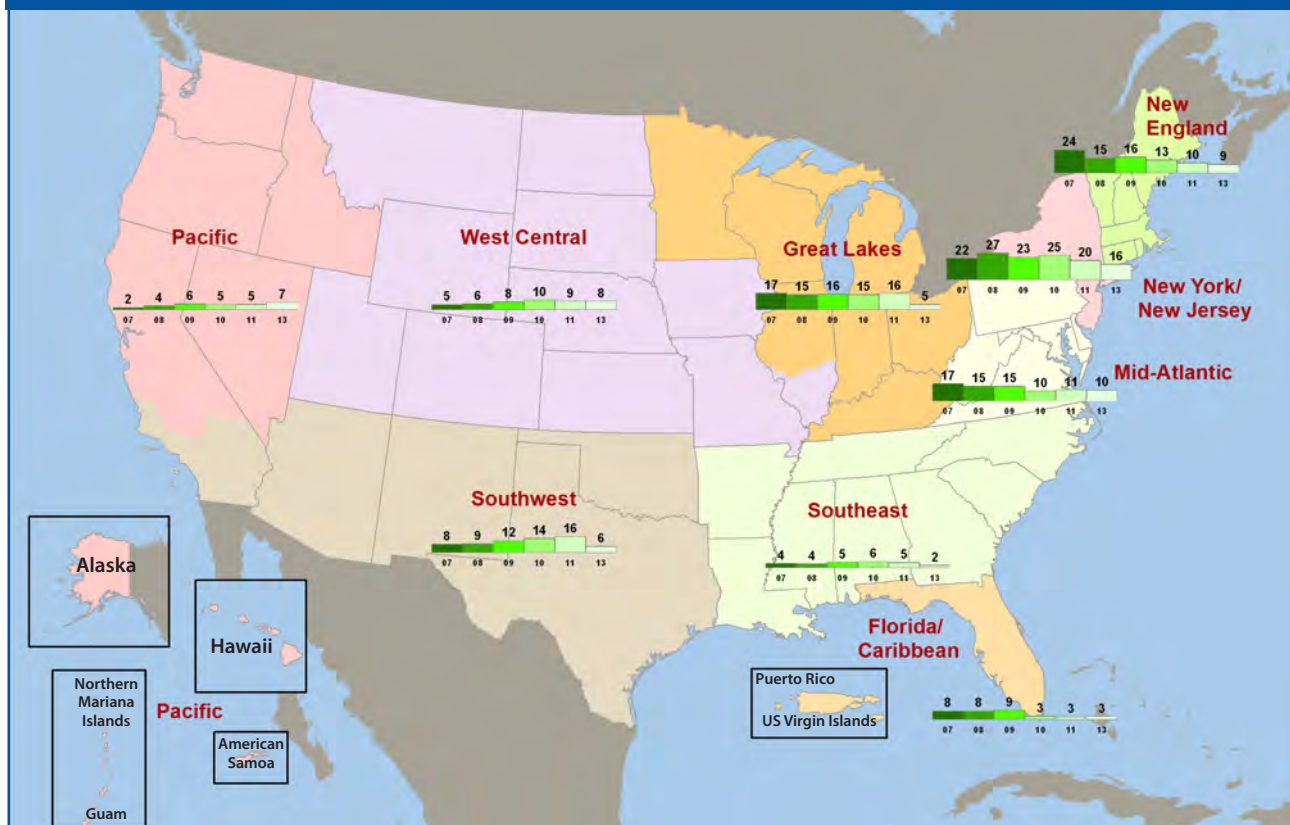 New
England
24 15 16 13 10 9
07 08 09 10 11 13
Pacific
2 4 6 5 5 7
07 08 09 10 11 13
West Central
5 6 8 10 9 8
07 08 09 10 11 13
Great Lakes
17 15 16 15 16 5
07 08 09 10 11 13
22 27 23 25 20 16
07 08 09 10 11 13
New York/
New Jersey
Mid-Atlantic
17 15 15 10 11 10
07 08 09 10 11 13
Southwest
8 9 12 14 16 6
07 08 09 10 11 13
Southeast
4 4 5 6 5 2
07 08 09 10 11 13
Florida/
Caribbean
8 8 9 3 3 3
07 08 09 10 11 13
Alaska
Hawaii
Northern
Mariana
Islands
Guam
Pacific
American
Samoa
Puerto Rico
US Virgin Islands